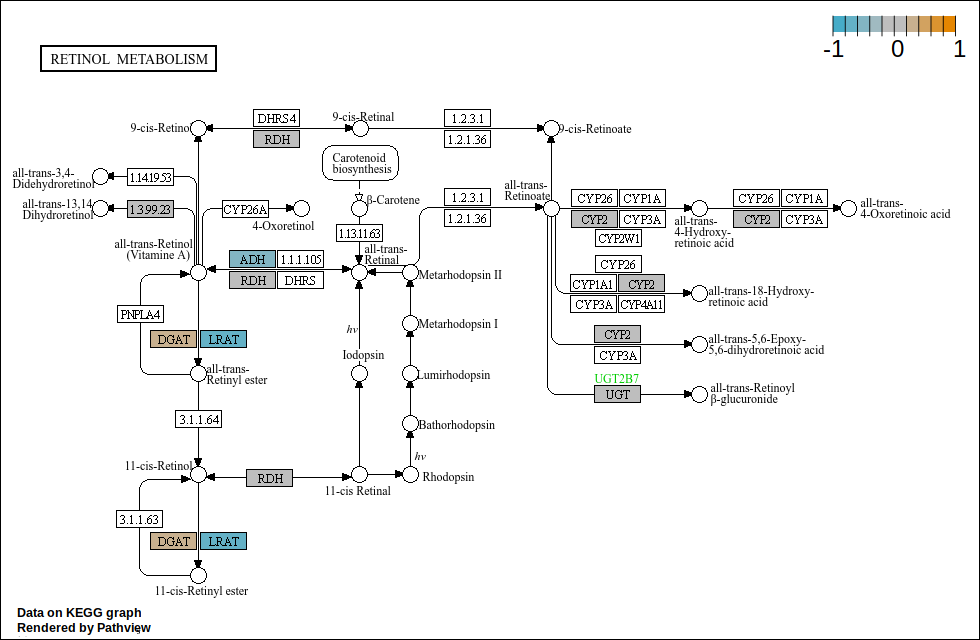 -1 0 1
RETINOL METABOLISM
DHRS4
9-cis-Retino
9-cis-Retinal
1.2.3.1
9-cis-Retinoate
RDH
1.2.1.36
Carotenoid
biosynthesis
all-trans-3,4-
Didehydroretinol
1.14.19.53
all-trans-13,14
Dihydroretinol
1.3.99.23
CYP26A
4-Oxoretinol
β-Carotene
1.13.11.63
1.2.3.1
1.2.1.36
all-trans-
Retinoate
CYP26 CYP1A
CYP2 CYP3A
CYP2W1
all-trans-
4-Hydroxy-
retinoic acid
CYP26 CYP1A
CYP2 CYP3A
all-trans-
4-Oxoretinoic acid
all-trans-Retinol
(Vitamine A)
ADH 1.1.1.105
RDH DHRS
all-trans-
Retinal
Metarhodopsin II
CYP26
CYP1A1 CYP2
CYP3A CYP4A11
all-trans-18-Hydroxy-
retinoic acid
PNPLA4
DGAT LRAT
hv
Metarhodopsin I
CYP2
CYP3A
all-trans-5,6-Epoxy-
5,6-dihydroretinoic acid
Iodopsin
all-trans-
Retinyl ester
Lumirhodopsin
UGT2B7
UGT
all-trans-Retinoyl
β-glucuronide
3.1.1.64
Bathorhodopsin
hv
11-cis-Retinol
RDH
11-cis Retinal
Rhodopsin
3.1.1.63
DGAT LRAT
11-cis-Retinyl ester
Data on KEGG graph
Rendered by Pathview